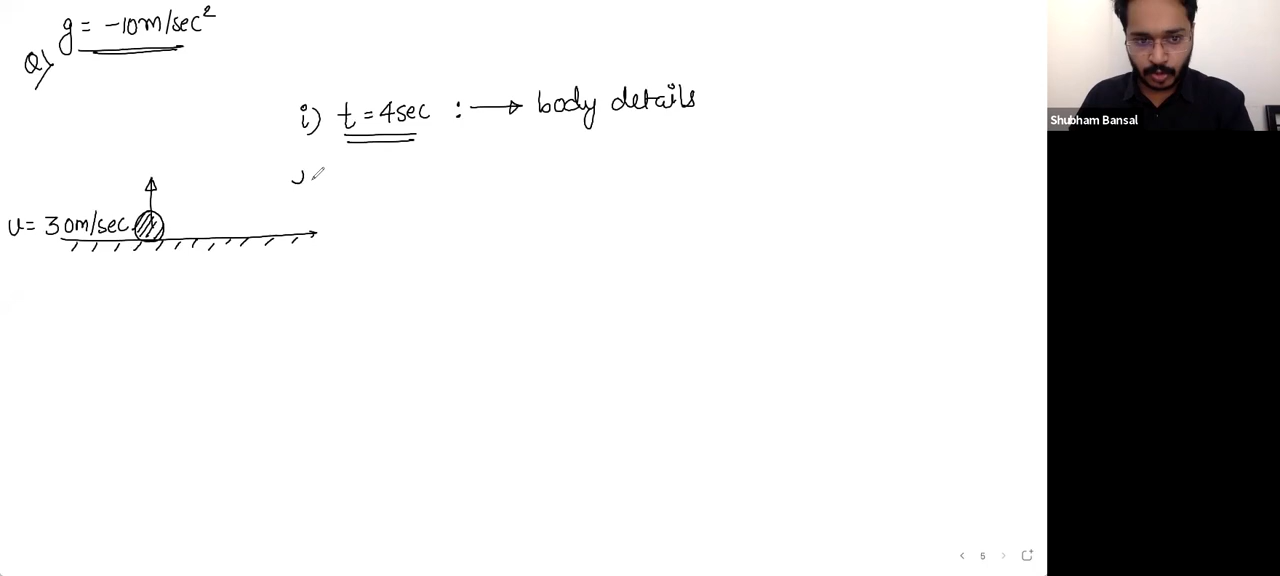 g = -10m/sec²
Q)
i) t = 4sec : → body details
u = 30m/sec
Shubham Bansal
5